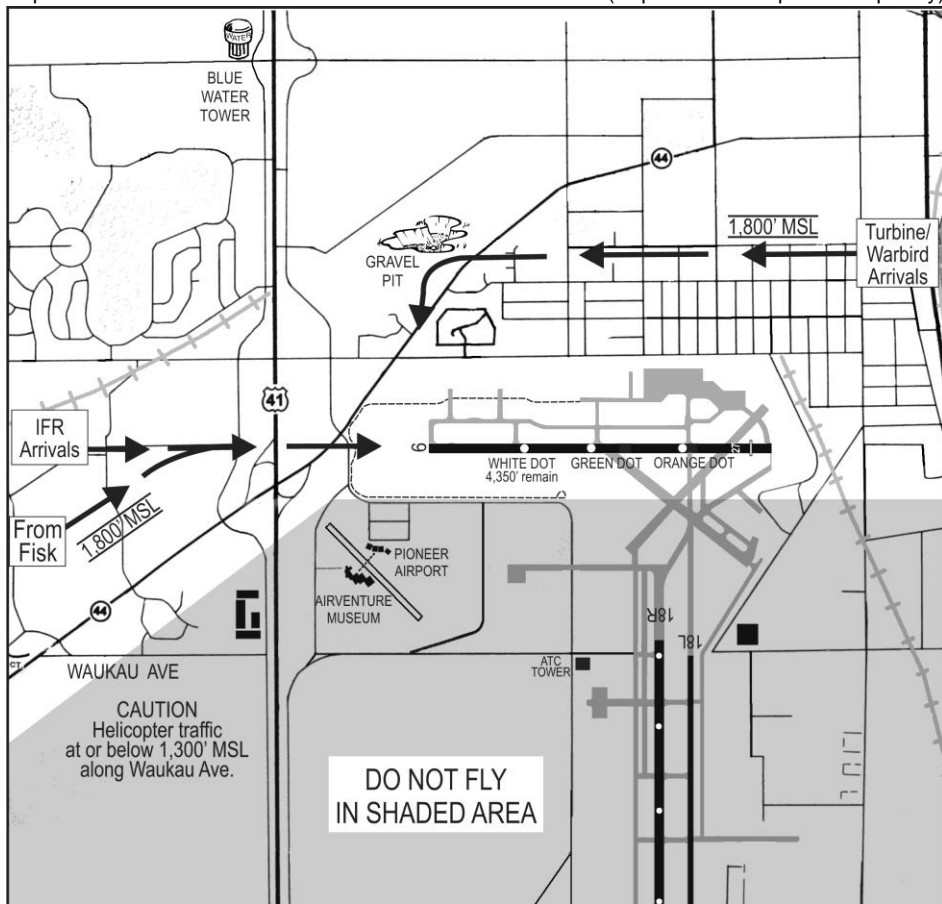 WATER
BLUE
WATER
TOWER
44
1,800' MSL
Turbine/
Warbird
Arrivals
GRAVEL
PIT
41
IFR
Arrivals
9
27
WHITE DOT
4,350' remain
GREEN DOT
ORANGE DOT
From
Fisk
1,800' MSL
PIONEER
AIRPORT
AIRVENTURE
MUSEUM
44
18R
18L
CT.
WAUKAU AVE
ATC
TOWER
CAUTION
Helicopter traffic
at or below 1,300' MSL
along Waukau Ave.
DO NOT FLY
IN SHADED AREA